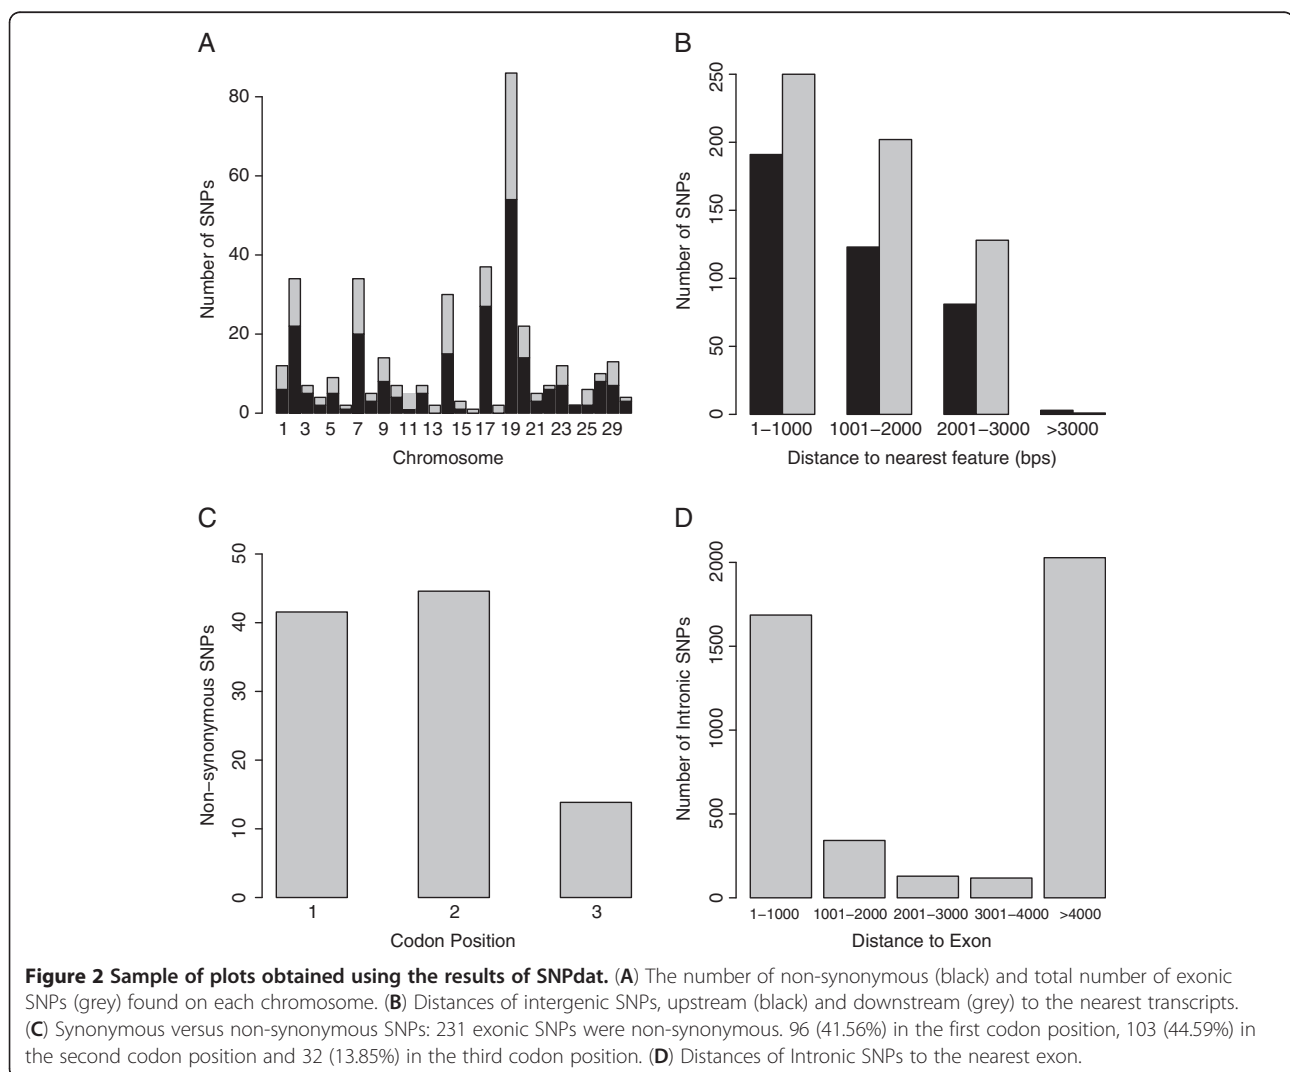 A
Number of SNPs
80
60
40
20
0
1 3 5 7 9 11 13 15 17 19 21 23 25 29
Chromosome
B
Number of SNPs
250
200
150
100
50
0
1–1000 1001–2000 2001–3000 >3000
Distance to nearest feature (bps)
C
Non–synonymous SNPs
50
40
30
20
10
0
1 2 3
Codon Position
D
Number of Intronic SNPs
2000
1500
1000
500
0
1–1000 1001–2000 2001–3000 3001–4000 >4000
Distance to Exon
Figure 2 Sample of plots obtained using the results of SNPdat. (A) The number of non-synonymous (black) and total number of exonic
SNPs (grey) found on each chromosome. (B) Distances of intergenic SNPs, upstream (black) and downstream (grey) to the nearest transcripts.
(C) Synonymous versus non-synonymous SNPs: 231 exonic SNPs were non-synonymous. 96 (41.56%) in the first codon position, 103 (44.59%) in
the second codon position and 32 (13.85%) in the third codon position. (D) Distances of Intronic SNPs to the nearest exon.